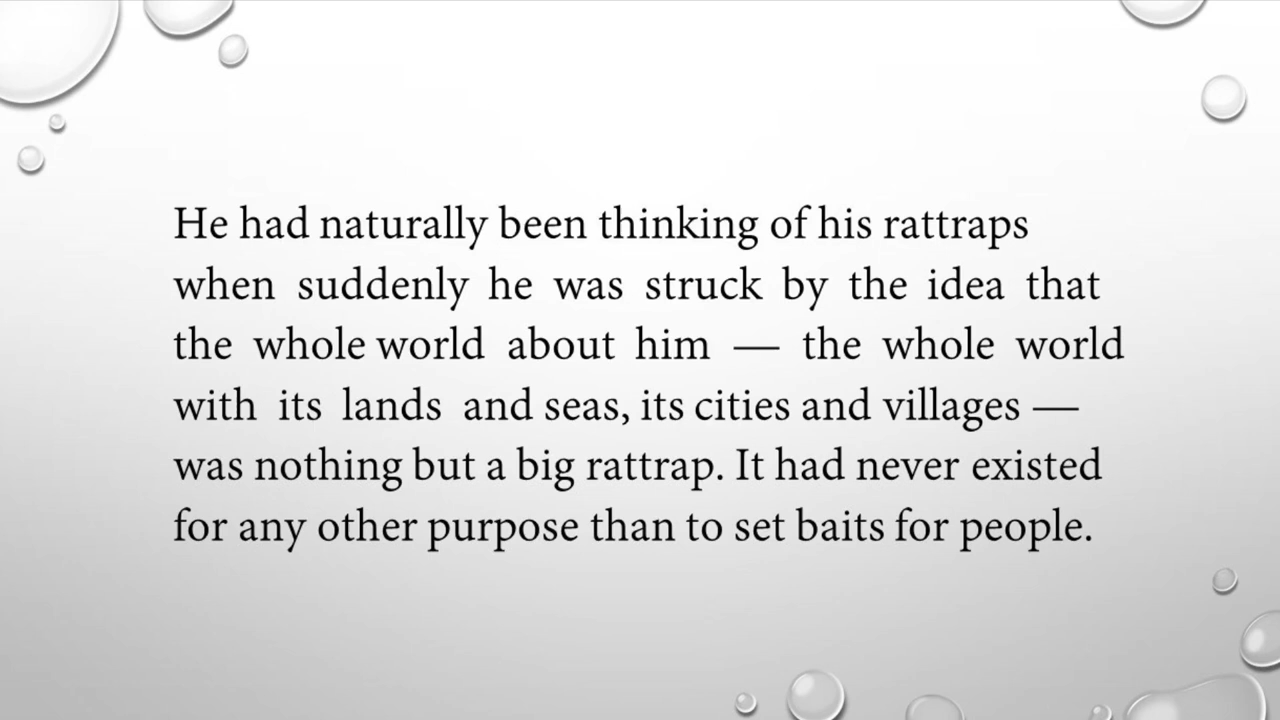 He had naturally been thinking of his rattraps
when suddenly he was struck by the idea that
the whole world about him — the whole world
with its lands and seas, its cities and villages —
was nothing but a big rattrap. It had never existed
for any other purpose than to set baits for people.